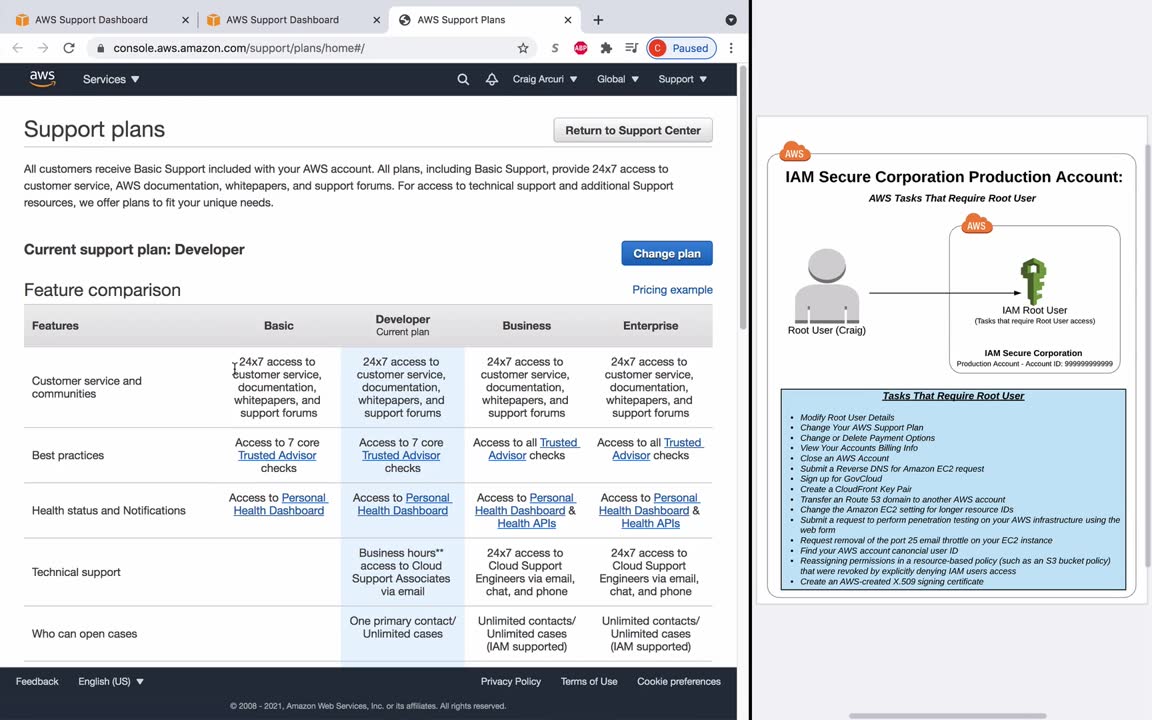 AWS Support Dashboard
AWS Support Dashboard
AWS Support Plans
console.aws.amazon.com/support/plans/home#/
S
ABP
C
Paused
aws
Services
Craig Arcuri
Global
Support
Support plans
Return to Support Center
All customers receive Basic Support included with your AWS account. All plans, including Basic Support, provide 24x7 access to
customer service, AWS documentation, whitepapers, and support forums. For access to technical support and additional Support
resources, we offer plans to fit your unique needs.
Current support plan: Developer
Change plan
Feature comparison
Pricing example
Features
Basic
Developer
Current plan
Business
Enterprise
Customer service and
communities
24x7 access to
customer service,
documentation,
whitepapers, and
support forums
24x7 access to
customer service,
documentation,
whitepapers, and
support forums
24x7 access to
customer service,
documentation,
whitepapers, and
support forums
24x7 access to
customer service,
documentation,
whitepapers, and
support forums
Best practices
Access to 7 core
Trusted Advisor
checks
Access to 7 core
Trusted Advisor
checks
Access to all Trusted
Advisor checks
Access to all Trusted
Advisor checks
Health status and Notifications
Access to Personal
Health Dashboard
Access to Personal
Health Dashboard
Access to Personal
Health Dashboard &
Health APIs
Access to Personal
Health Dashboard &
Health APIs
Technical support
Business hours**
access to Cloud
Support Associates
via email
24x7 access to
Cloud Support
Engineers via email,
chat, and phone
24x7 access to
Cloud Support
Engineers via email,
chat, and phone
Who can open cases
One primary contact/
Unlimited cases
Unlimited contacts/
Unlimited cases
(IAM supported)
Unlimited contacts/
Unlimited cases
(IAM supported)
Feedback
English (US)
Privacy Policy
Terms of Use
Cookie preferences
© 2008 - 2021, Amazon Web Services, Inc. or its affiliates. All rights reserved.
AWS
IAM Secure Corporation Production Account:
AWS Tasks That Require Root User
AWS
Root User (Craig)
IAM Root User
(Tasks that require Root User access)
IAM Secure Corporation
Production Account - Account ID: 999999999999
Tasks That Require Root User
• Modify Root User Details
• Change Your AWS Support Plan
• Change or Delete Payment Options
• View Your Accounts Billing Info
• Close an AWS Account
• Submit a Reverse DNS for Amazon EC2 request
• Sign up for GovCloud
• Create a CloudFront Key Pair
• Transfer an Route 53 domain to another AWS account
• Change the Amazon EC2 setting for longer resource IDs
• Submit a request to perform penetration testing on your AWS infrastructure using the
web form
• Request removal of the port 25 email throttle on your EC2 instance
• Find your AWS account canoncial user ID
• Reassigning permissions in a resource-based policy (such as an S3 bucket policy)
that were revoked by explicitly denying IAM users access
• Create an AWS-created X.509 signing certificate